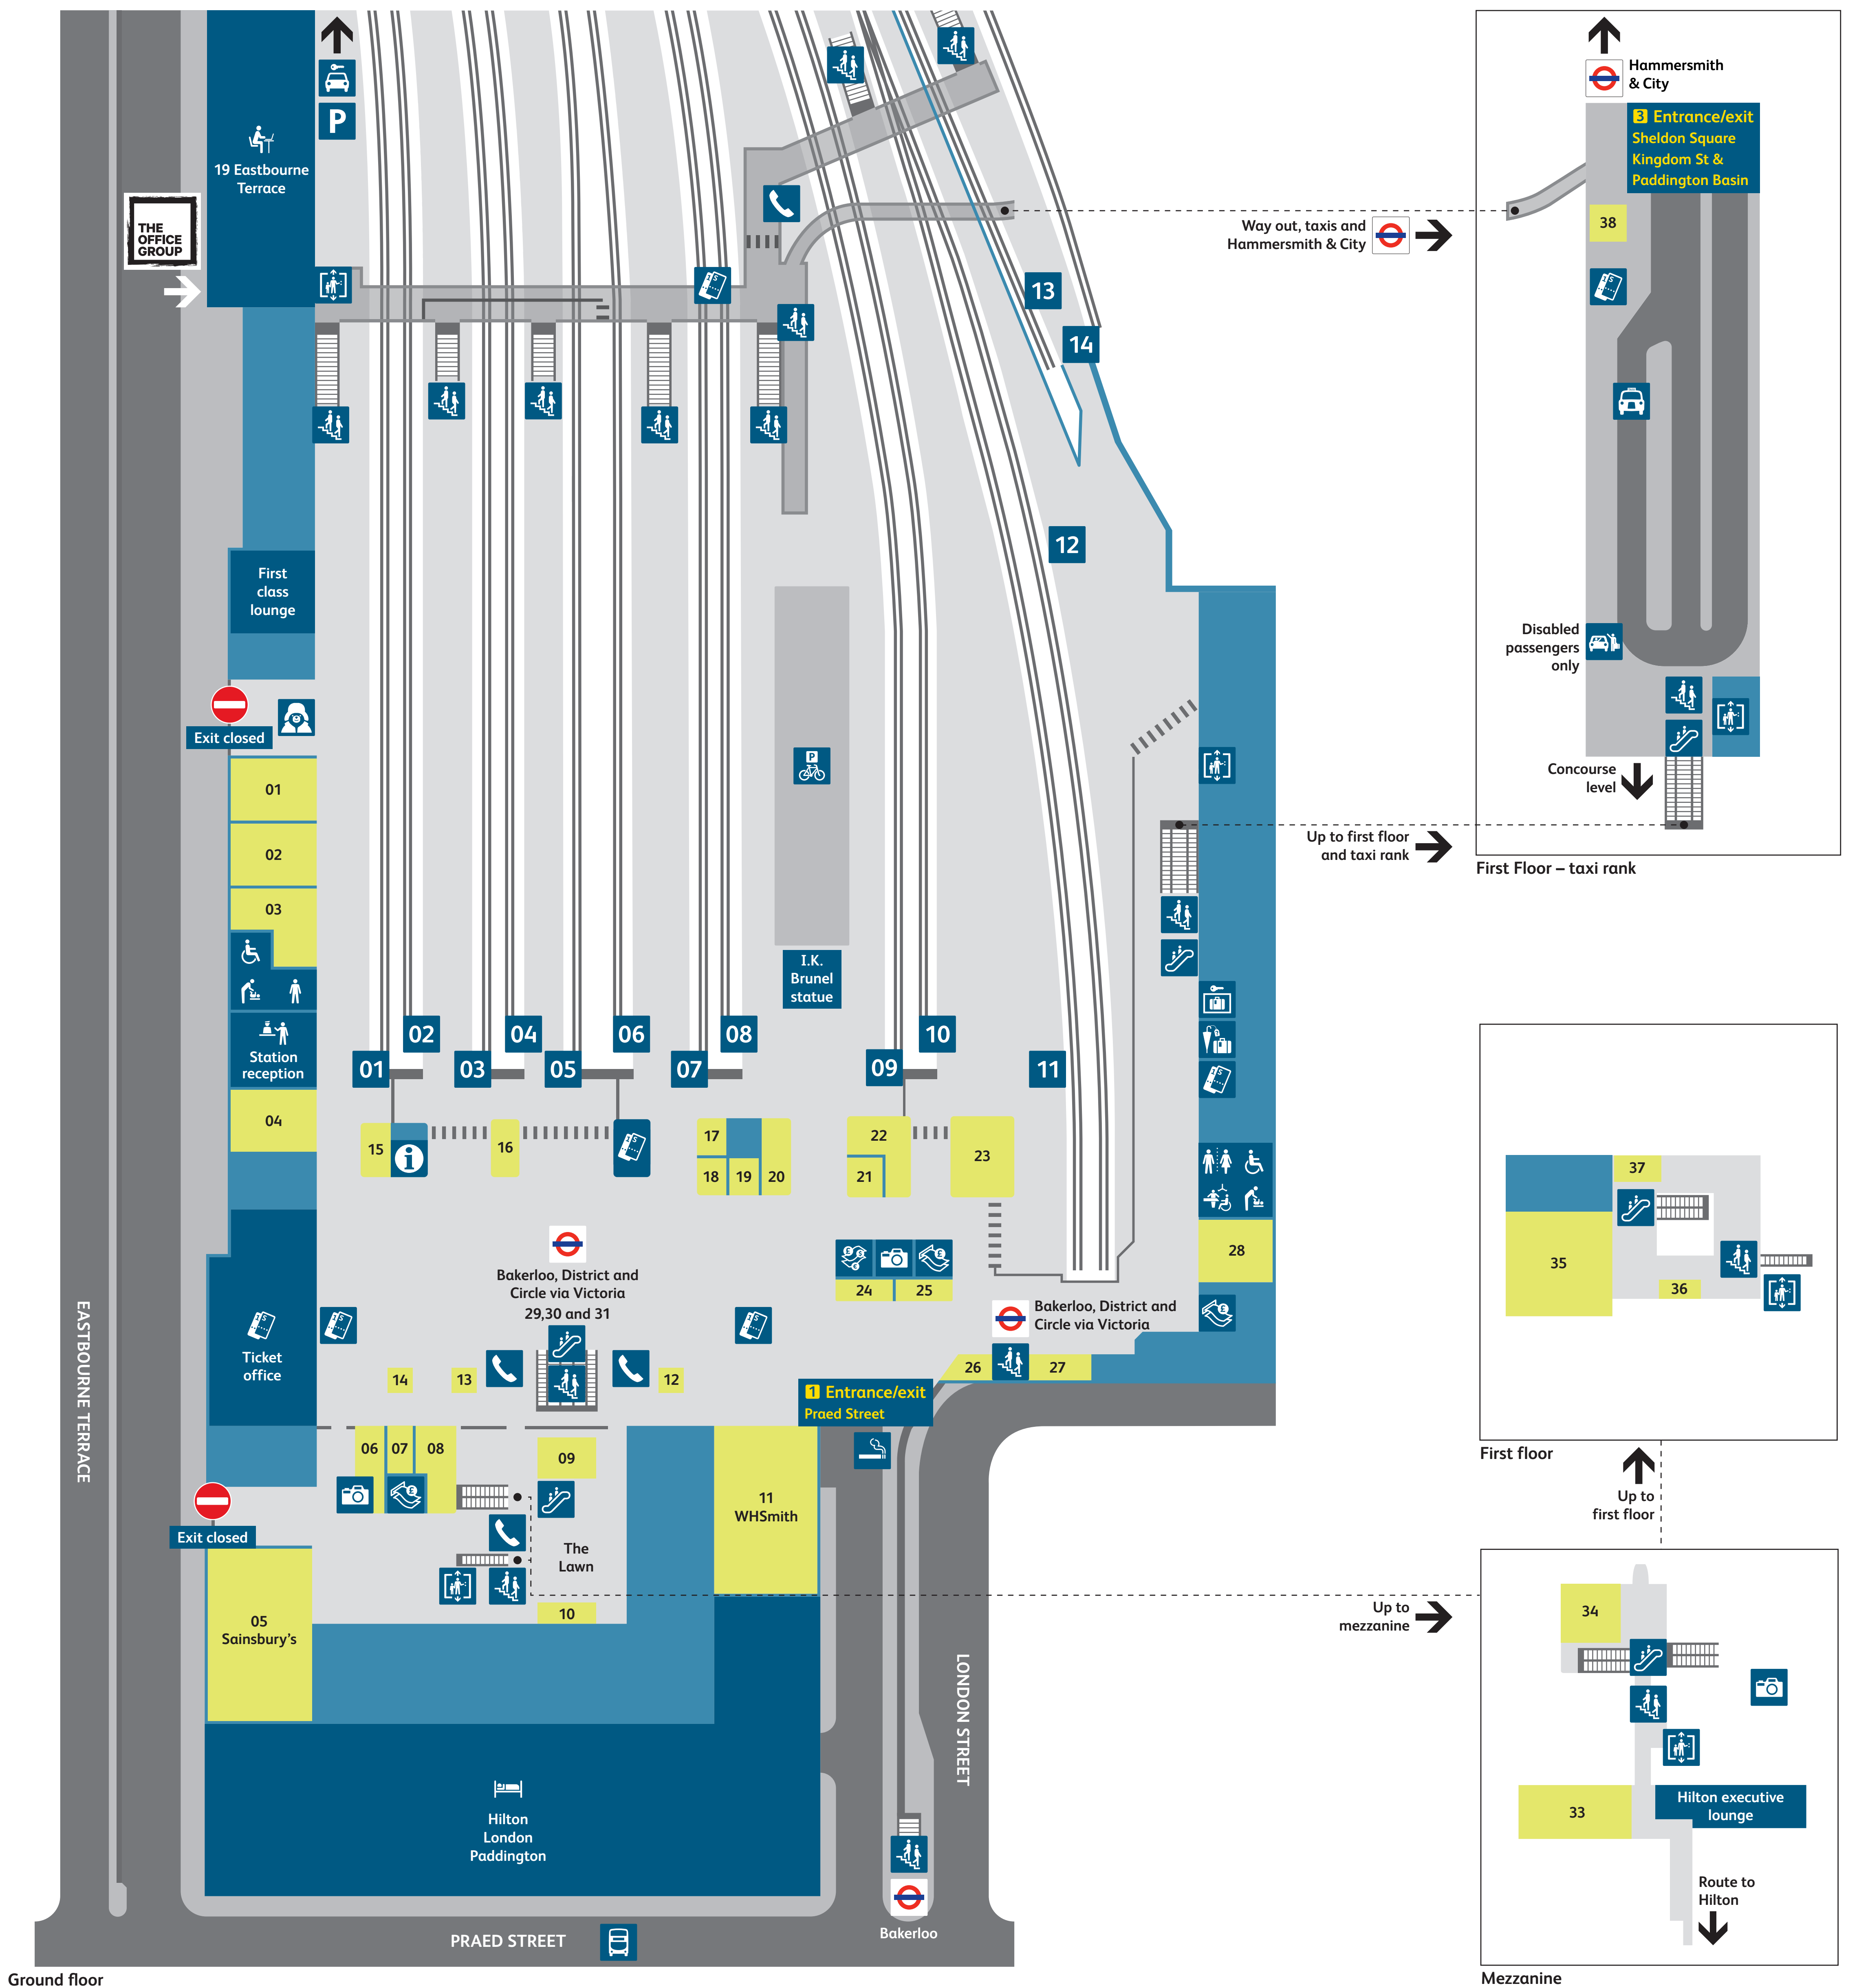 P
19 Eastbourne
Terrace
THE
OFFICE
GROUP
First
class
lounge
Exit closed
01
02
03
Station
reception
04
Ticket
office
Exit closed
05
Sainsbury's
EASTBOURNE TERRACE
13
14
12
P
I.K.
Brunel
statue
02
04
06
08
10
01
03
05
07
09
11
15
i
16
17
18
19
20
22
21
23
Bakerloo, District and
Circle via Victoria
29,30 and 31
24
25
28
Bakerloo, District and
Circle via Victoria
26
27
14
13
12
1 Entrance/exit
Praed Street
06
07
08
09
11
WHSmith
The
Lawn
10
Hilton
London
Paddington
LONDON STREET
Bakerloo
PRAED STREET
Ground floor
Way out, taxis and
Hammersmith & City
Up to first floor
and taxi rank
Up to
mezzanine
Hammersmith
& City
3 Entrance/exit
Sheldon Square
Kingdom St &
Paddington Basin
38
Disabled
passengers
only
Concourse
level
First Floor – taxi rank
37
35
36
First floor
Up to
first floor
34
33
Hilton executive
lounge
Route to
Hilton
Mezzanine